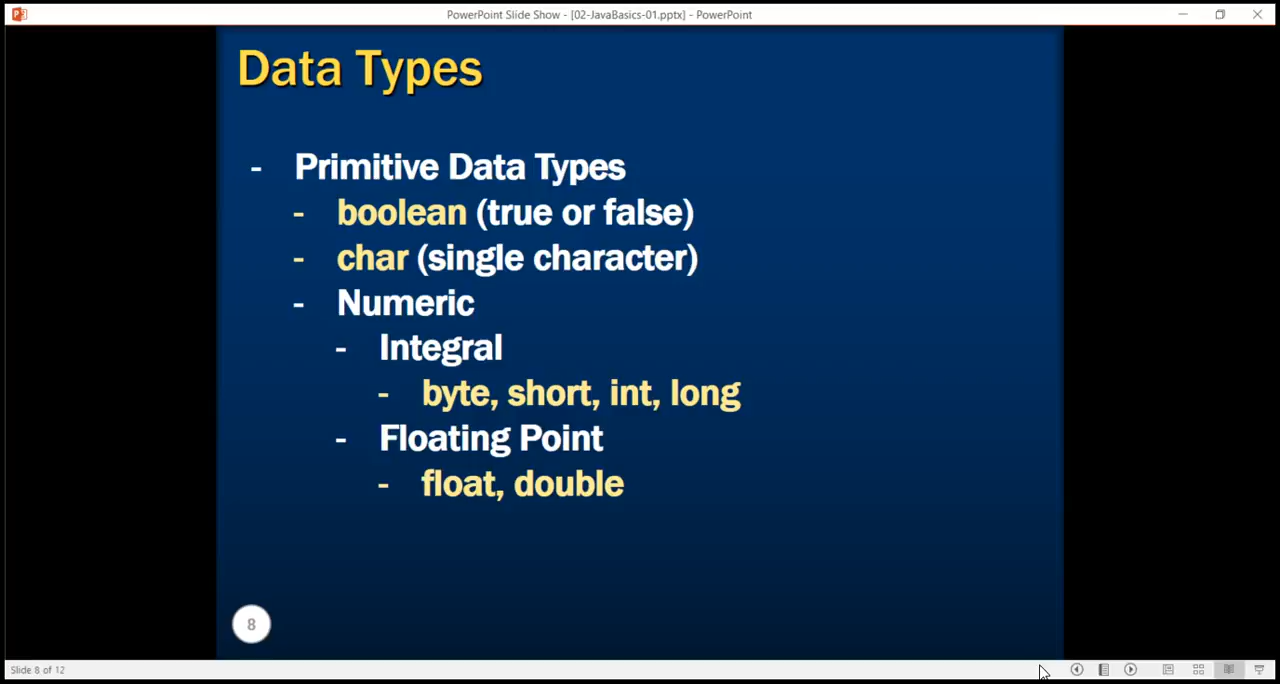 PowerPoint Slide Show - [02-JavaBasics-01.pptx] - PowerPoint
Data Types
- Primitive Data Types
- boolean (true or false)
- char (single character)
- Numeric
- Integral
- byte, short, int, long
- Floating Point
- float, double
8
Slide 8 of 12